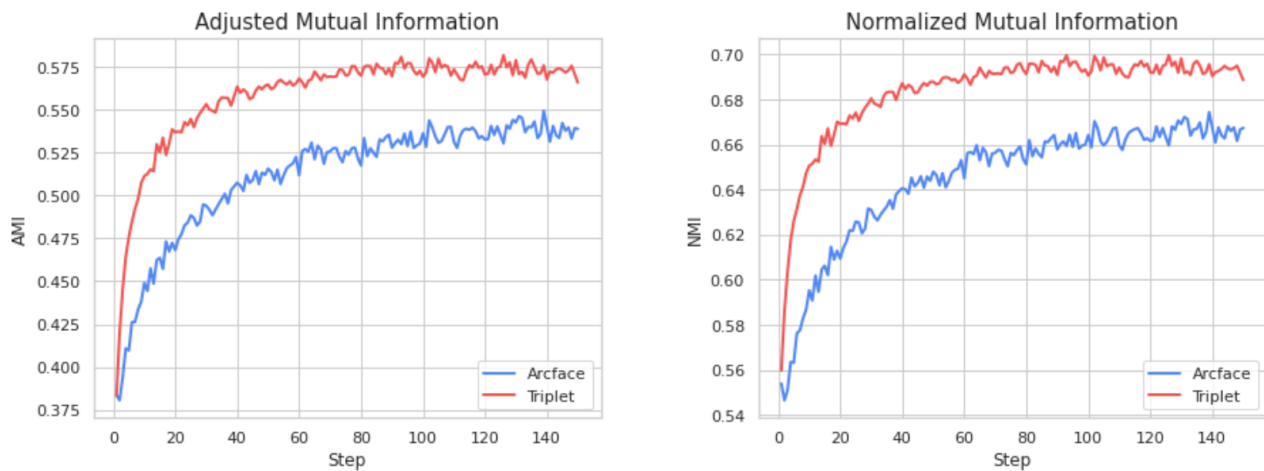 Adjusted Mutual Information
AMI
0.575
0.550
0.525
0.500
0.475
0.450
0.425
0.400
0.375
0 20 40 60 80 100 120 140
Step
Arcface
Triplet
Normalized Mutual Information
NMI
0.70
0.68
0.66
0.64
0.62
0.60
0.58
0.56
0.54
0 20 40 60 80 100 120 140
Step
Arcface
Triplet